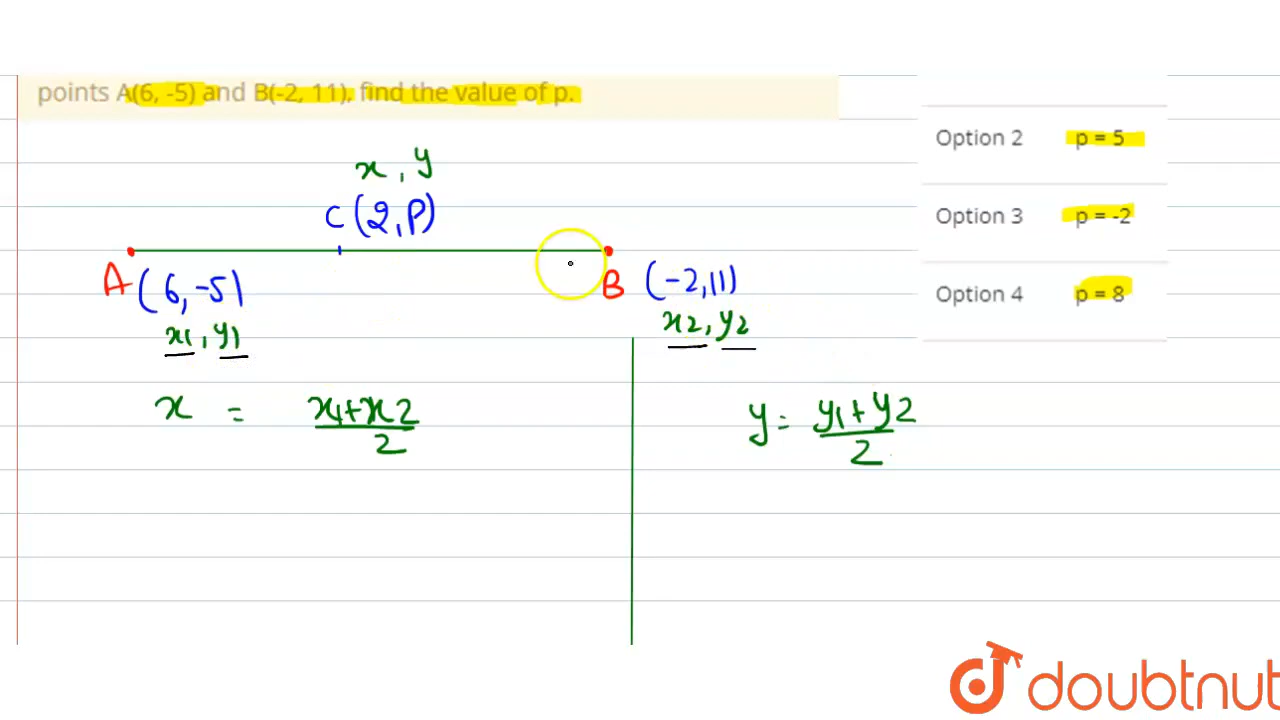 points A(6, -5) and B(-2, 11), find the value of p.
Option 2 p = 5
Option 3 p = -2
Option 4 p = 8
x, y
C (2, P)
A (6, -5)
B (-2, 11)
x1, y1
x2, y2
x = x1+x2
2
y = y1+y2
2
doubtnut